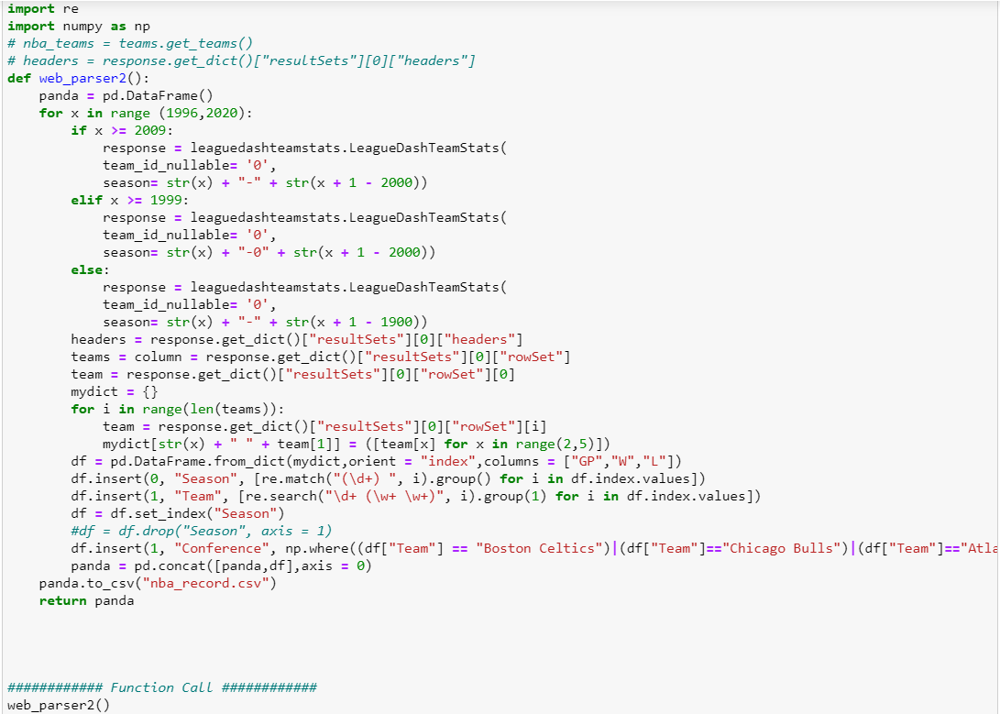 import re
import numpy as np
# nba_teams = teams.get_teams()
# headers = response.get_dict()["resultSets"][0]["headers"]
def web_parser2():
    panda = pd.DataFrame()
    for x in range (1996,2020):
        if x >= 2009:
            response = leaguedashteamstats.LeagueDashTeamStats(
            team_id_nullable= '0',
            season= str(x) + "-" + str(x + 1 - 2000))
        elif x >= 1999:
            response = leaguedashteamstats.LeagueDashTeamStats(
            team_id_nullable= '0',
            season= str(x) + "-0" + str(x + 1 - 2000))
        else:
            response = leaguedashteamstats.LeagueDashTeamStats(
            team_id_nullable= '0',
            season= str(x) + "-" + str(x + 1 - 1900))
        headers = response.get_dict()["resultSets"][0]["headers"]
        teams = column = response.get_dict()["resultSets"][0]["rowSet"]
        team = response.get_dict()["resultSets"][0]["rowSet"][0]
        mydict = {}
        for i in range(len(teams)):
            team = response.get_dict()["resultSets"][0]["rowSet"][i]
            mydict[str(x) + " " + team[1]] = ([team[x] for x in range(2,5)])
        df = pd.DataFrame.from_dict(mydict,orient = "index",columns = ["GP","W","L"])
        df.insert(0, "Season", [re.match("(\d+) ", i).group() for i in df.index.values])
        df.insert(1, "Team", [re.search("\d+ (\w+ \w+)", i).group(1) for i in df.index.values])
        df = df.set_index("Season")
        #df = df.drop("Season", axis = 1)
        df.insert(1, "Conference", np.where((df["Team"] == "Boston Celtics")|(df["Team"]=="Chicago Bulls")|(df["Team"]=="Atla
        panda = pd.concat([panda,df],axis = 0)
    panda.to_csv("nba_record.csv")
    return panda
############ Function Call ############
web_parser2()